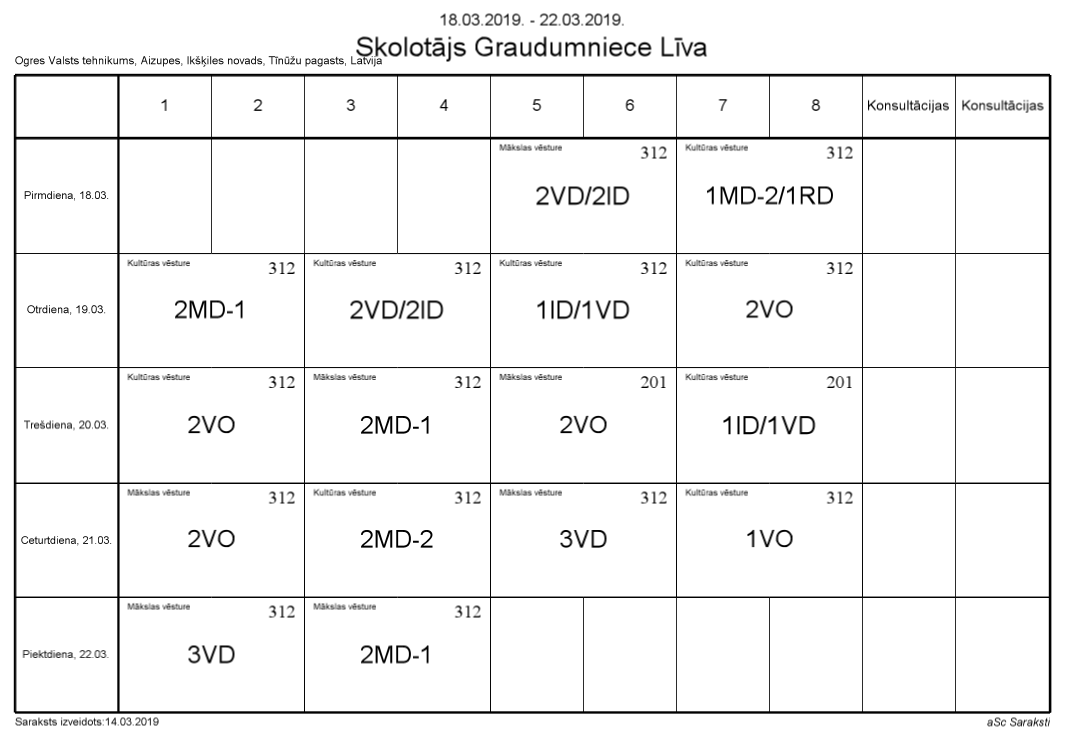 18.03.2019. - 22.03.2019.
Skolotājs Graudumniece Līva
Ogres Valsts tehnikums, Aizupes, Ikšķiles novads, Tīnūžu pagasts, Latvija
1 2 3 4 5 6 7 8 Konsultācijas Konsultācijas
Pirmdiena, 18.03.
Mākslas vēsture 312
2VD/2ID
Kultūras vēsture 312
1MD-2/1RD
Otrdiena, 19.03.
Kultūras vēsture 312
2MD-1
Kultūras vēsture 312
2VD/2ID
Kultūras vēsture 312
1ID/1VD
Kultūras vēsture 312
2VO
Trešdiena, 20.03.
Kultūras vēsture 312
2VO
Mākslas vēsture 312
2MD-1
Mākslas vēsture 201
2VO
Kultūras vēsture 201
1ID/1VD
Ceturtdiena, 21.03.
Mākslas vēsture 312
2VO
Kultūras vēsture 312
2MD-2
Mākslas vēsture 312
3VD
Kultūras vēsture 312
1VO
Piektdiena, 22.03.
Mākslas vēsture 312
3VD
Mākslas vēsture 312
2MD-1
Saraksts izveidots:14.03.2019
aSc Saraksti